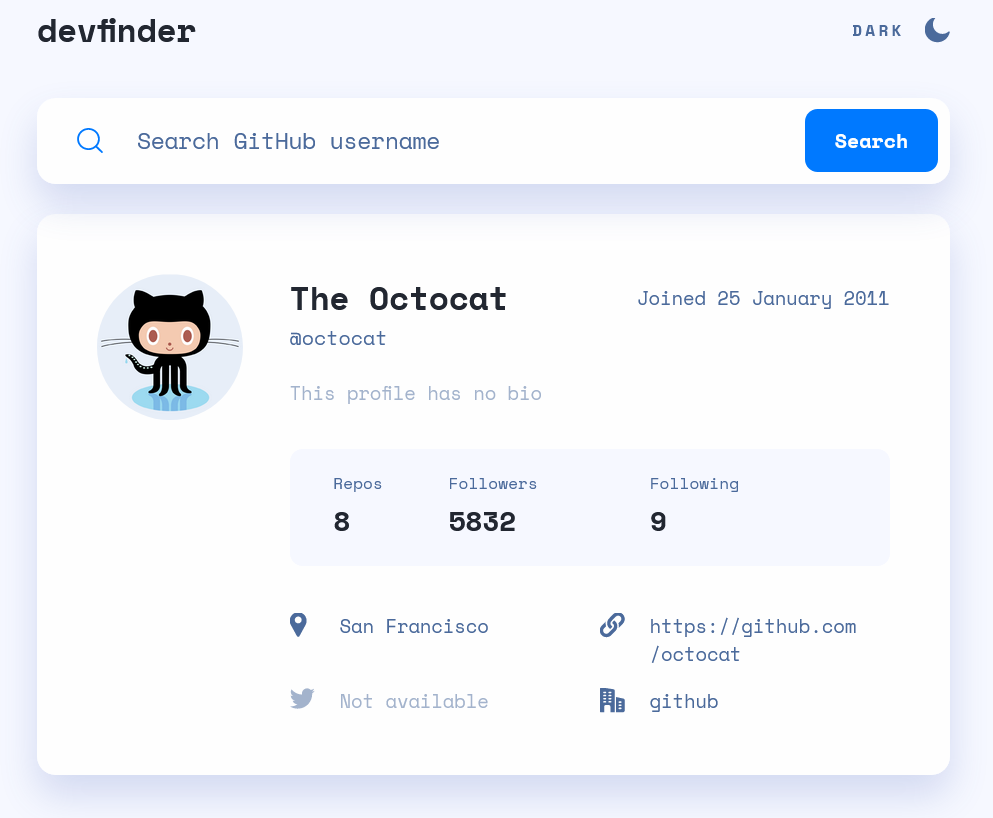 devfinder
DARK
Search GitHub username
Search
The Octocat
Joined 25 January 2011
@octocat
This profile has no bio
Repos
Followers
Following
8
5832
9
San Francisco
https://github.com
/octocat
Not available
github